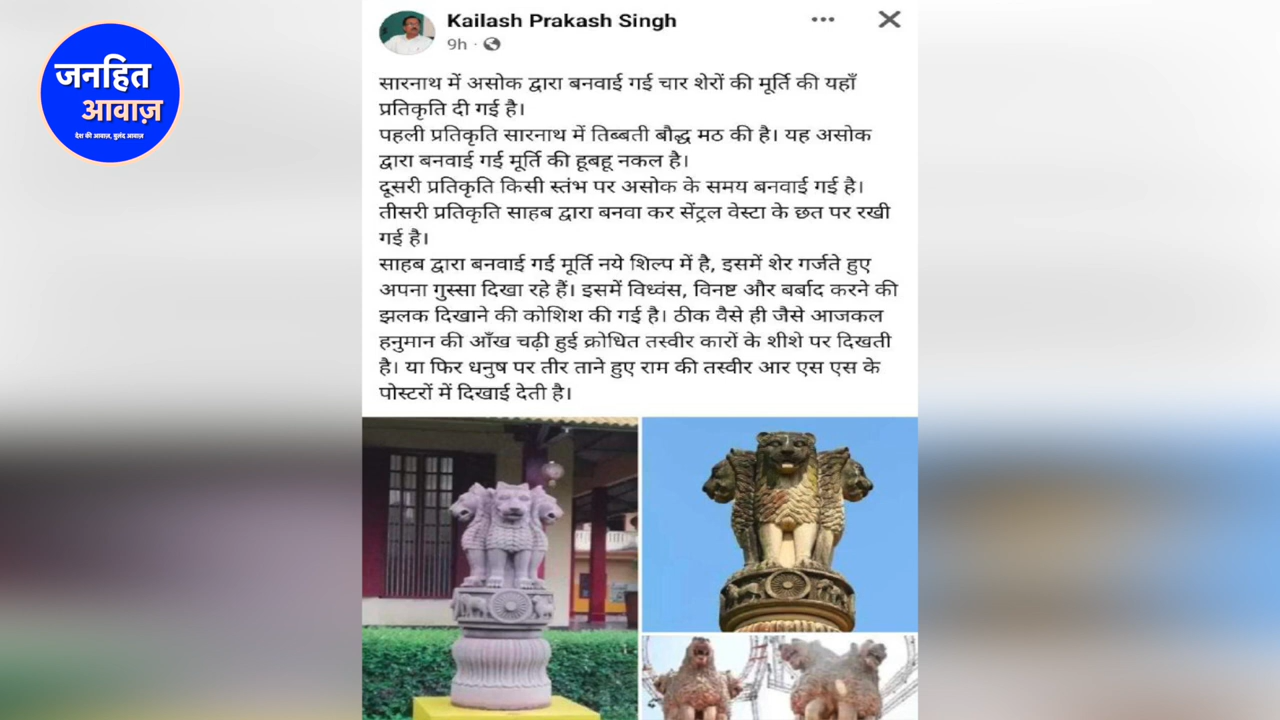 जनहित
आवाज़
देश की आवाज़, बुलंद आवाज़
Kailash Prakash Singh
9h
सारनाथ में असोक द्वारा बनवाई गई चार शेरों की मूर्ति की यहाँ
प्रतिकृति दी गई है।
पहली प्रतिकृति सारनाथ में तिब्बती बौद्ध मठ की है। यह असोक
द्वारा बनवाई गई मूर्ति की हूबहू नकल है।
दूसरी प्रतिकृति किसी स्तंभ पर असोक के समय बनवाई गई है।
तीसरी प्रतिकृति साहब द्वारा बनवा कर सेंट्रल वेस्टा के छत पर रखी
गई है।
साहब द्वारा बनवाई गई मूर्ति नये शिल्प में है, इसमें शेर गर्जते हुए
अपना गुस्सा दिखा रहे हैं। इसमें विध्वंस, विनष्ट और बर्बाद करने की
झलक दिखाने की कोशिश की गई है। ठीक वैसे ही जैसे आजकल
हनुमान की आँख चढ़ी हुई क्रोधित तस्वीर कारों के शीशे पर दिखती
है। या फिर धनुष पर तीर ताने हुए राम की तस्वीर आर एस एस के
पोस्टरों में दिखाई देती है।